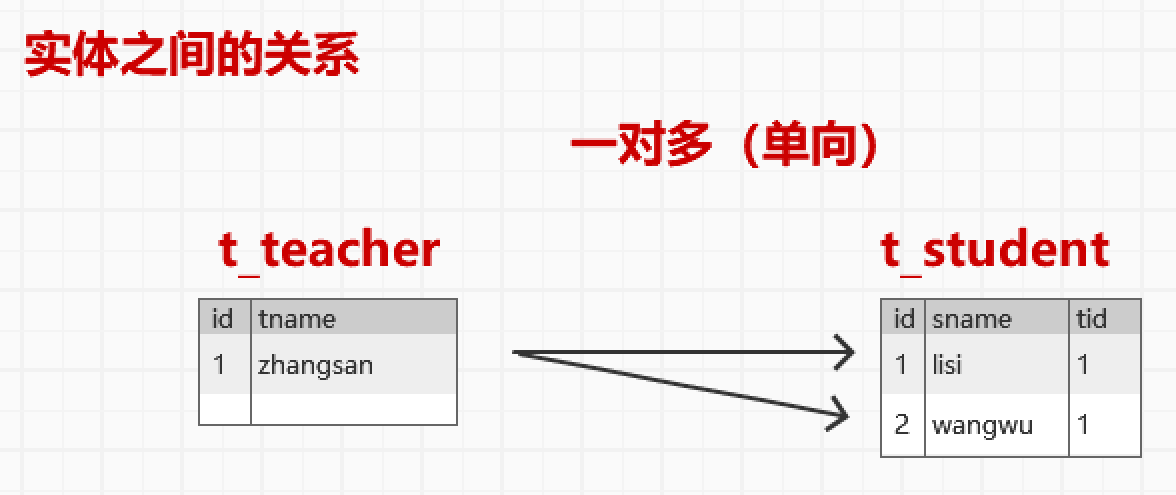 实体之间的关系
一对多（单向）
t_teacher
t_student
id tname
1 zhangsan
id sname tid
1 lisi 1
2 wangwu 1